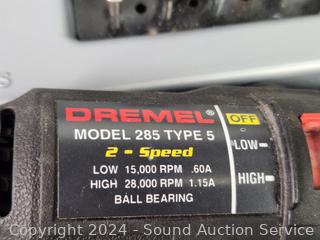 DREMEL®
MODEL 285 TYPE 5
2 - Speed
LOW 15,000 RPM .60A
HIGH 28,000 RPM 1.15A
BALL BEARING
OFF
LOW
HIGH
Copyright 2024 - Sound Auction Service